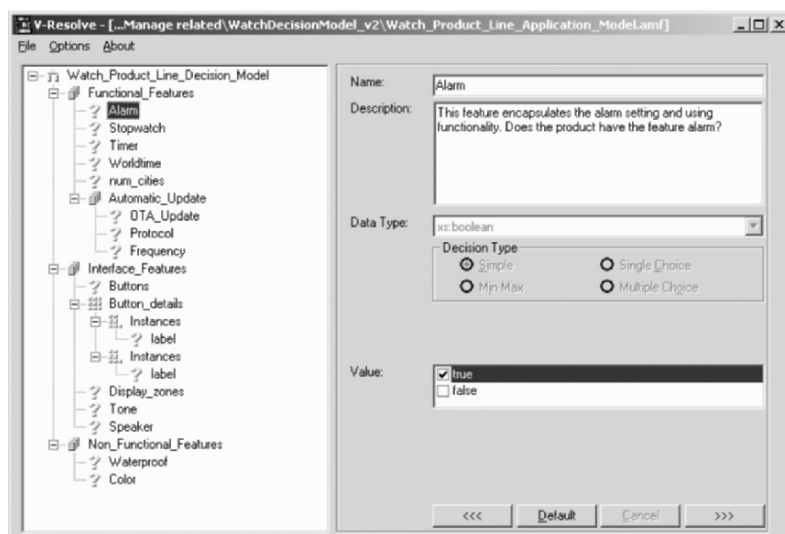 V-Resolve - [...Manage related\WatchDecisionModel_v2\Watch_Product_Line_Application_Model.amf]
File Options About
Watch_Product_Line_Decision_Model
Functional_Features
Alarm
Stopwatch
Timer
Worldtime
num_cities
Automatic_Update
OTA_Update
Protocol
Frequency
Interface_Features
Buttons
Button_details
Instances
label
Instances
label
Display_zones
Tone
Speaker
Non_Functional_Features
Waterproof
Color
Name: Alarm
Description: This feature encapsulates the alarm setting and using
functionality. Does the product have the feature alarm?
Data Type: xs:boolean
Decision Type
Simple Single Choice
Min Max Multiple Choice
Value: true
false
<<< Default Cancel >>>